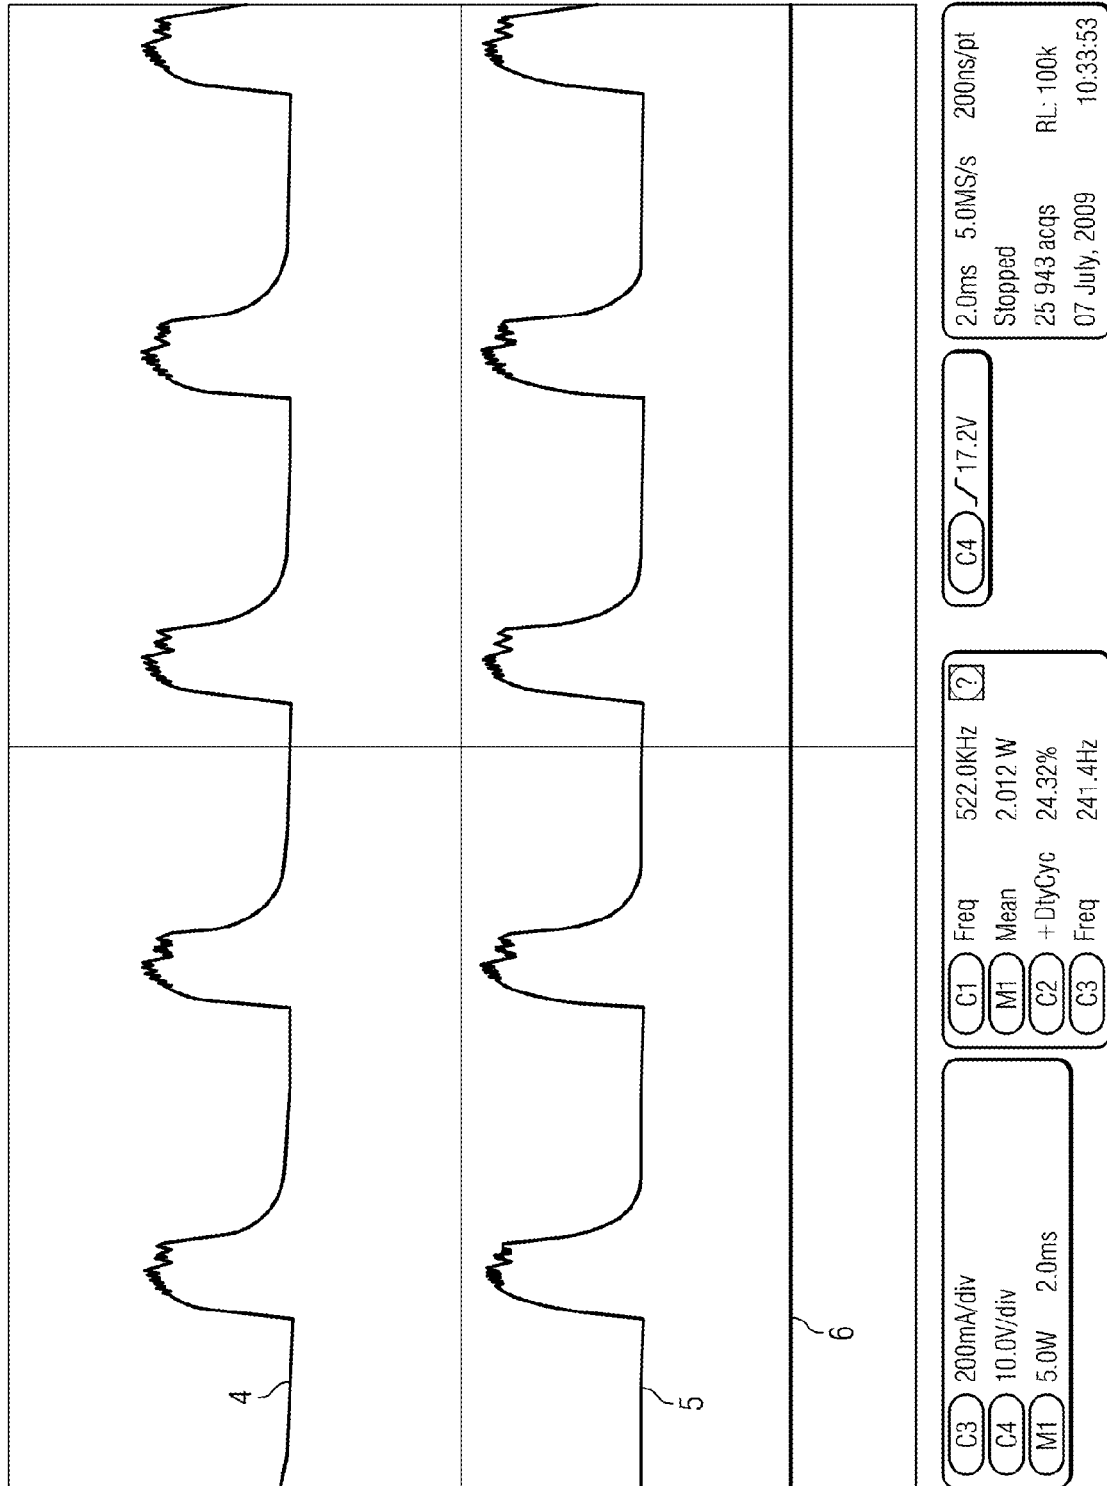 4
5
6
C3 200mA/div
C4 10.0V/div
M1 5.0W 2.0ms
C1 Freq 522.0KHz ?
M1 Mean 2.012 W
C2 +DtyCyc 24.32%
C3 Freq 241.4Hz
C4 17.2V
2.0ms 5.0MS/s 200ns/pt
Stopped
25 943 acqs RL: 100k
07 July, 2009 10:33:53